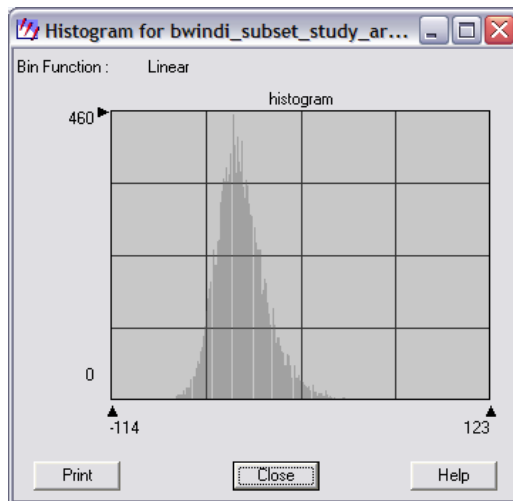 Histogram for bwindi_subset_study_ar...
Bin Function : Linear
histogram
460
0
-114 123
Print Close Help